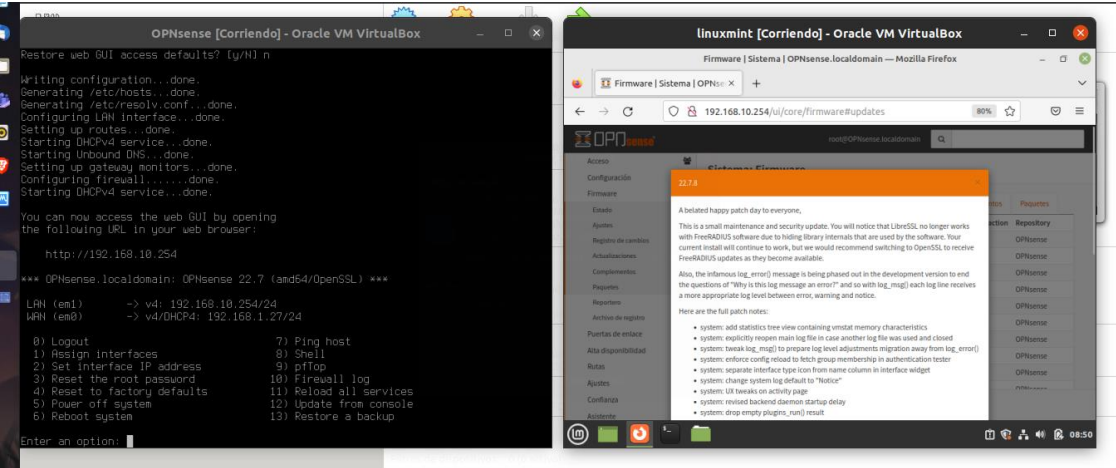 OPNsense [Corriendo] - Oracle VM VirtualBox
Restore web GUI access defaults? [y/N] n
Writing configuration...done.
Generating /etc/hosts...done.
Generating /etc/resolv.conf...done.
Configuring LAN interface...done.
Setting up routes...done.
Starting DHCPv4 service...done.
Starting Unbound DNS...done.
Setting up gateway monitors...done.
Configuring firewall.......done.
Starting DHCPv4 service...done.
You can now access the web GUI by opening
the following URL in your web browser:
http://192.168.10.254
*** OPNsense.localdomain: OPNsense 22.7 (amd64/OpenSSL) ***
LAN (em1) -> v4: 192.168.10.254/24
WAN (em0) -> v4/DHCP4: 192.168.1.27/24
0) Logout 7) Ping host
1) Assign interfaces 8) Shell
2) Set interface IP address 9) pfTop
3) Reset the root password 10) Firewall log
4) Reset to factory defaults 11) Reload all services
5) Power off system 12) Update from console
6) Reboot system 13) Restore a backup
Enter an option:
linuxmint [Corriendo] - Oracle VM VirtualBox
Firmware | Sistema | OPNsense.localdomain — Mozilla Firefox
Firmware | Sistema | OPNse
192.168.10.254/ui/core/firmware#updates 80%
OPNsense root@OPNsense.localdomain
Acceso
Configuración
Firmware
Estado
Ajustes
Registro de cambios
Actualizaciones
Complementos
Paquetes
Reportero
Archivo de registro
Puertas de enlace
Alta disponibilidad
Rutas
Ajustes
Confianza
Asistente
Sistema: Firmware
22.7.8
A belated happy patch day to everyone,
This is a small maintenance and security update. You will notice that LibreSSL no longer works
with FreeRADIUS software due to hiding library internals that are used by the software. Your
current install will continue to work, but we would recommend switching to OpenSSL to receive
FreeRADIUS updates as they become available.
Also, the infamous log_error() message is being phased out in the development version to end
the questions of "Why is this log message an error?" and so with log_msg() each log line receives
a more appropriate log level between error, warning and notice.
Here are the full patch notes:
• system: add statistics tree view containing vmstat memory characteristics
• system: explicitly reopen main log file in case another log file was used and closed
• system: tweak log_msg() to prepare log level adjustments migration away from log_error()
• system: enforce config reload to fetch group membership in authentication tester
• system: separate interface type icon from name column in interface widget
• system: change system log default to "Notice"
• system: UX tweaks on activity page
• system: revised backend daemon startup delay
• system: drop empty plugins_run() result
Paquetes
Repository
OPNsense
OPNsense
OPNsense
OPNsense
OPNsense
OPNsense
OPNsense
OPNsense
OPNsense
OPNsense
OPNsense
08:50